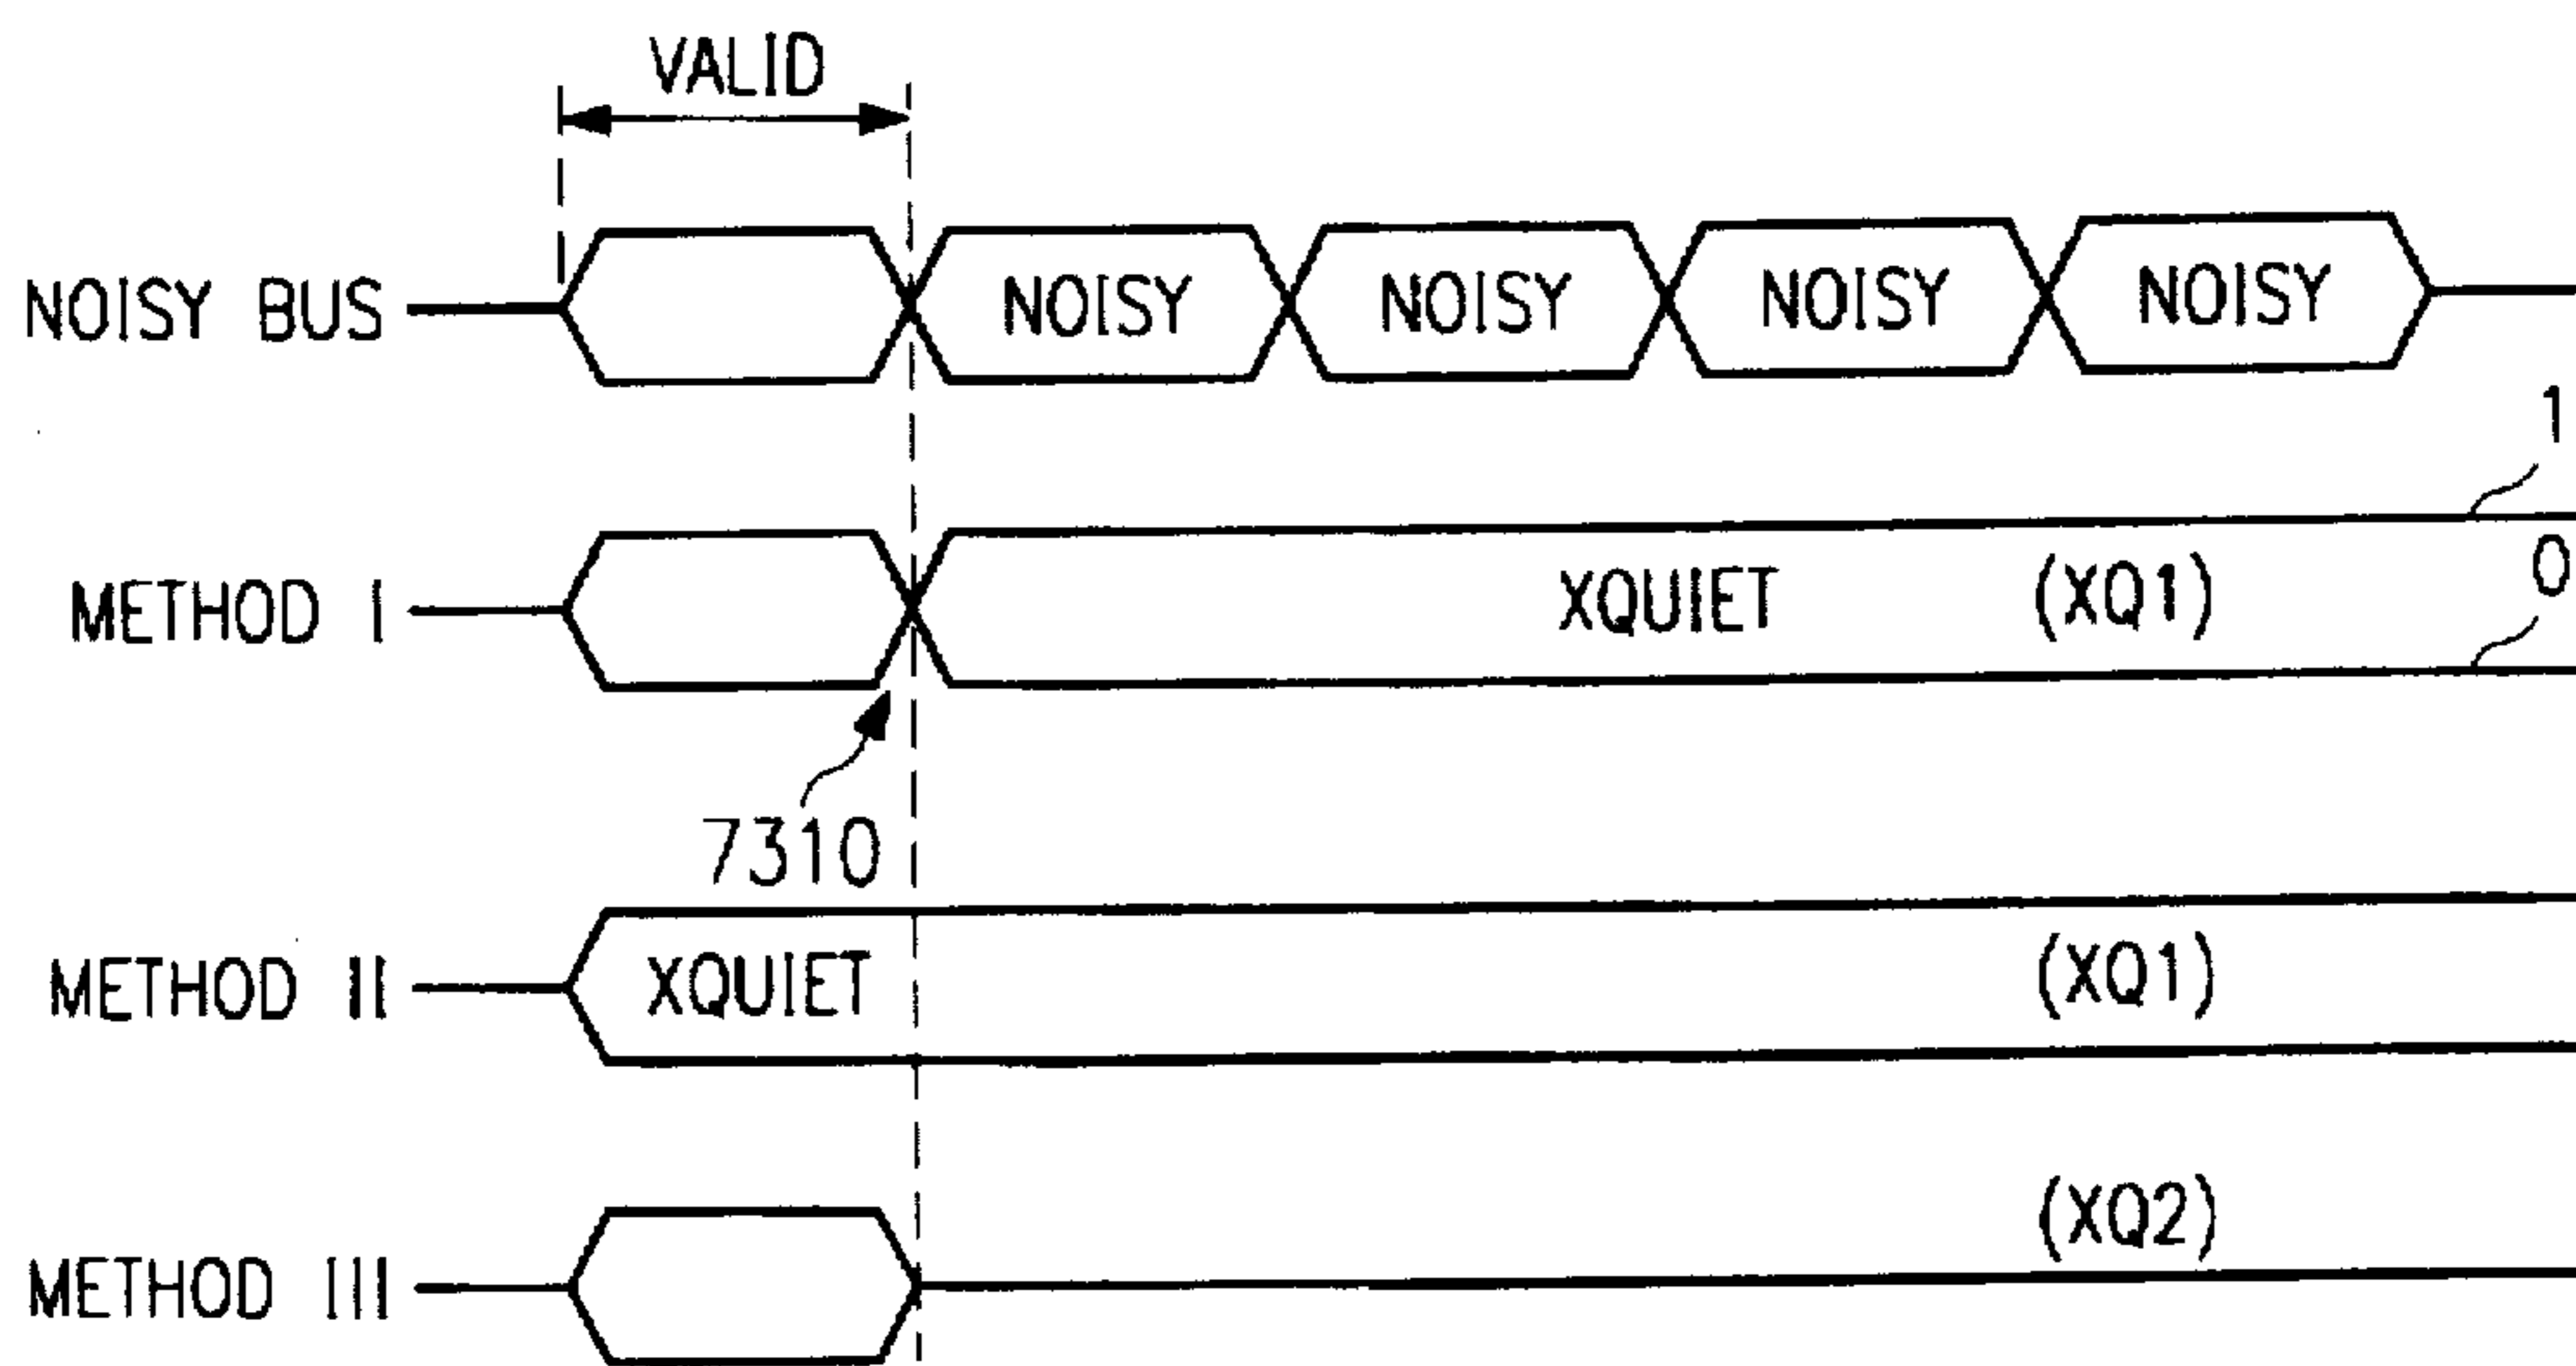 VALID
NOISY BUS NOISY NOISY NOISY NOISY
1
METHOD I XQUIET (XQ1) 0
7310
METHOD II XQUIET (XQ1)
(XQ2)
METHOD III